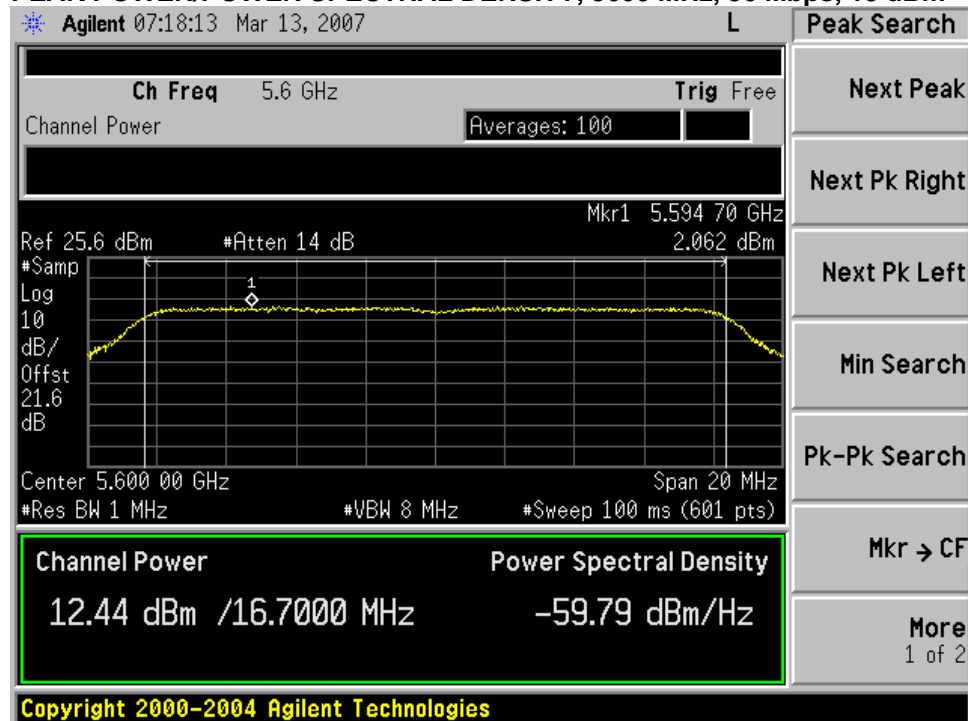 Agilent 07:18:13 Mar 13, 2007 L Peak Search
Ch Freq 5.6 GHz Trig Free
Channel Power Averages: 100
Mkr1 5.594 70 GHz
Ref 25.6 dBm #Atten 14 dB 2.062 dBm
#Samp
Log
10
dB/
Offst
21.6
dB
1
Center 5.600 00 GHz Span 20 MHz
#Res BW 1 MHz #VBW 8 MHz #Sweep 100 ms (601 pts)
Channel Power Power Spectral Density
12.44 dBm /16.7000 MHz -59.79 dBm/Hz
Next Peak
Next Pk Right
Next Pk Left
Min Search
Pk-Pk Search
Mkr → CF
More
1 of 2
Copyright 2000-2004 Agilent Technologies